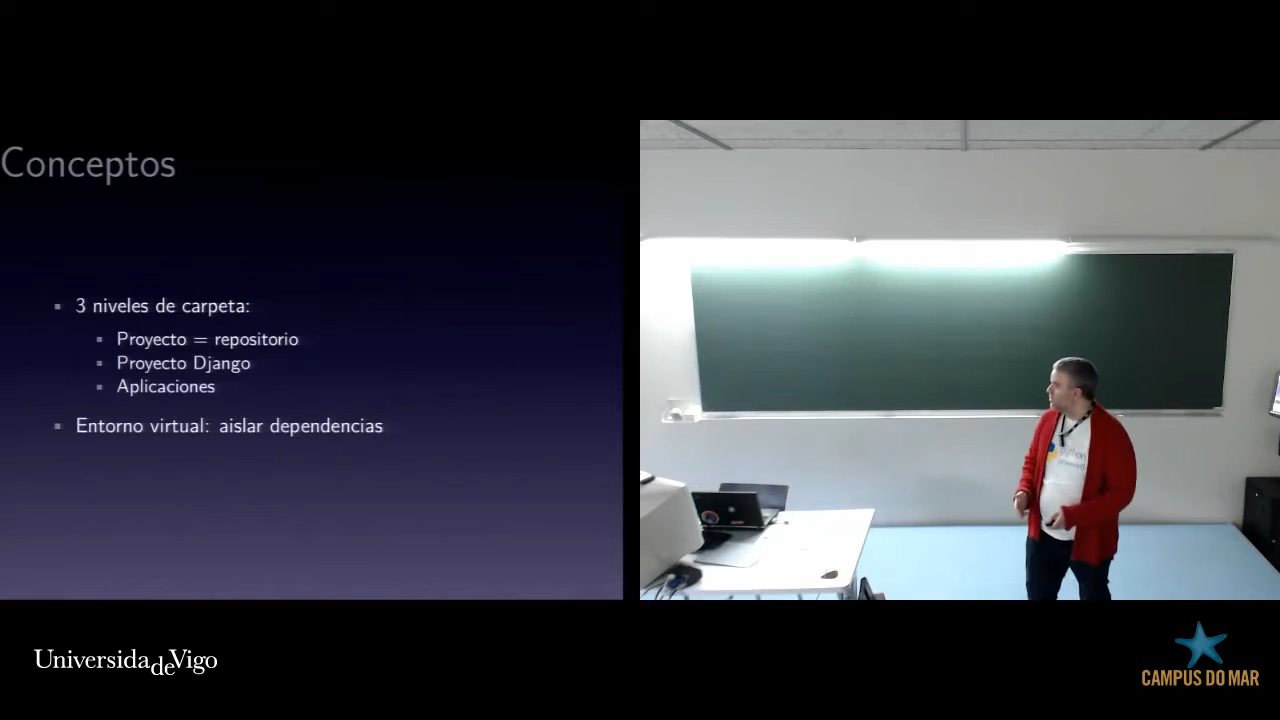 Conceptos
3 niveles de carpeta:
Proyecto = repositorio
Proyecto Django
Aplicaciones
Entorno virtual: aislar dependencias
UniversidadeVigo
CAMPUS DO MAR